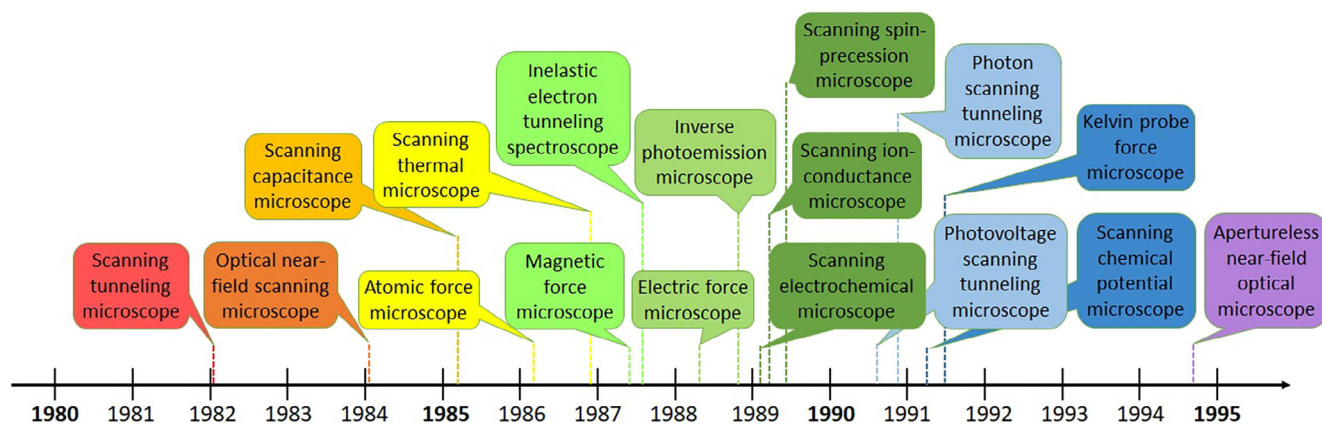 Scanning spin-
precession
microscope
Photon
scanning
tunneling
microscope
Inelastic
electron
tunneling
spectroscope
Kelvin probe
force
microscope
Inverse
photoemission
microscope
Scanning
thermal
microscope
Scanning
capacitance
microscope
Scanning ion-
conductance
microscope
Scanning
tunneling
microscope
Optical near-
field scanning
microscope
Atomic force
microscope
Magnetic
force
microscope
Electric force
microscope
Scanning
electrochemical
microscope
Photovoltage
scanning
tunneling
microscope
Scanning
chemical
potential
microscope
Apertureless
near-field
optical
microscope
1980 1981 1982 1983 1984 1985 1986 1987 1988 1989 1990 1991 1992 1993 1994 1995